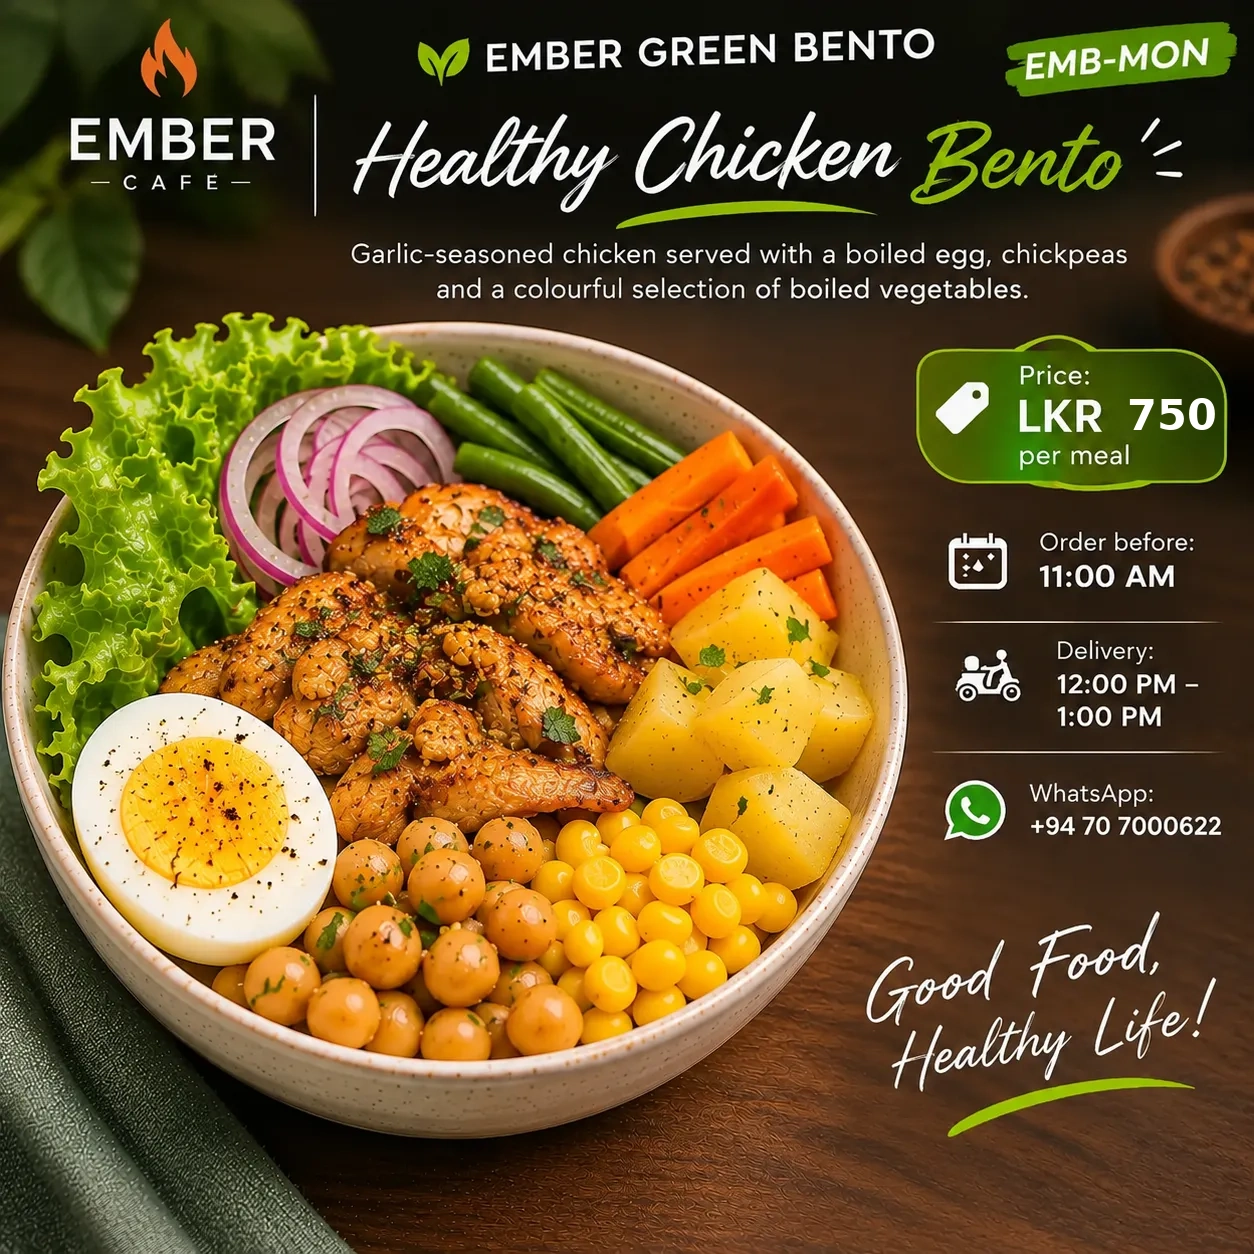 EMBER
CAFE
EMBER GREEN BENTO
EMB-MON
Healthy Chicken Bento
Garlic-seasoned chicken served with a boiled egg, chickpeas
and a colourful selection of boiled vegetables.
Price:
LKR 750
per meal
Order before:
11:00 AM
Delivery:
12:00 PM –
1:00 PM
WhatsApp:
+94 70 7000622
Good Food,
Healthy Life!